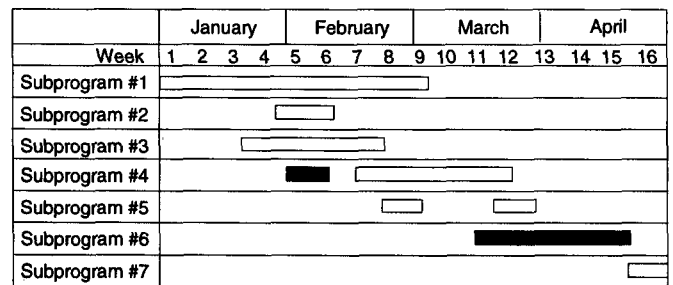 January February March April
Week 1 2 3 4 5 6 7 8 9 10 11 12 13 14 15 16
Subprogram #1
Subprogram #2
Subprogram #3
Subprogram #4
Subprogram #5
Subprogram #6
Subprogram #7